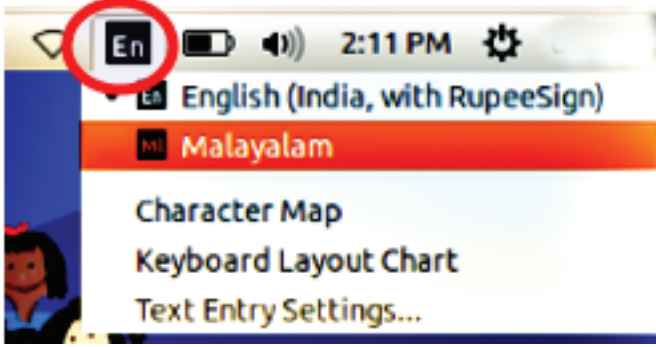 En 2:11 PM
En English (India, with RupeeSign)
Ml Malayalam
Character Map
Keyboard Layout Chart
Text Entry Settings...